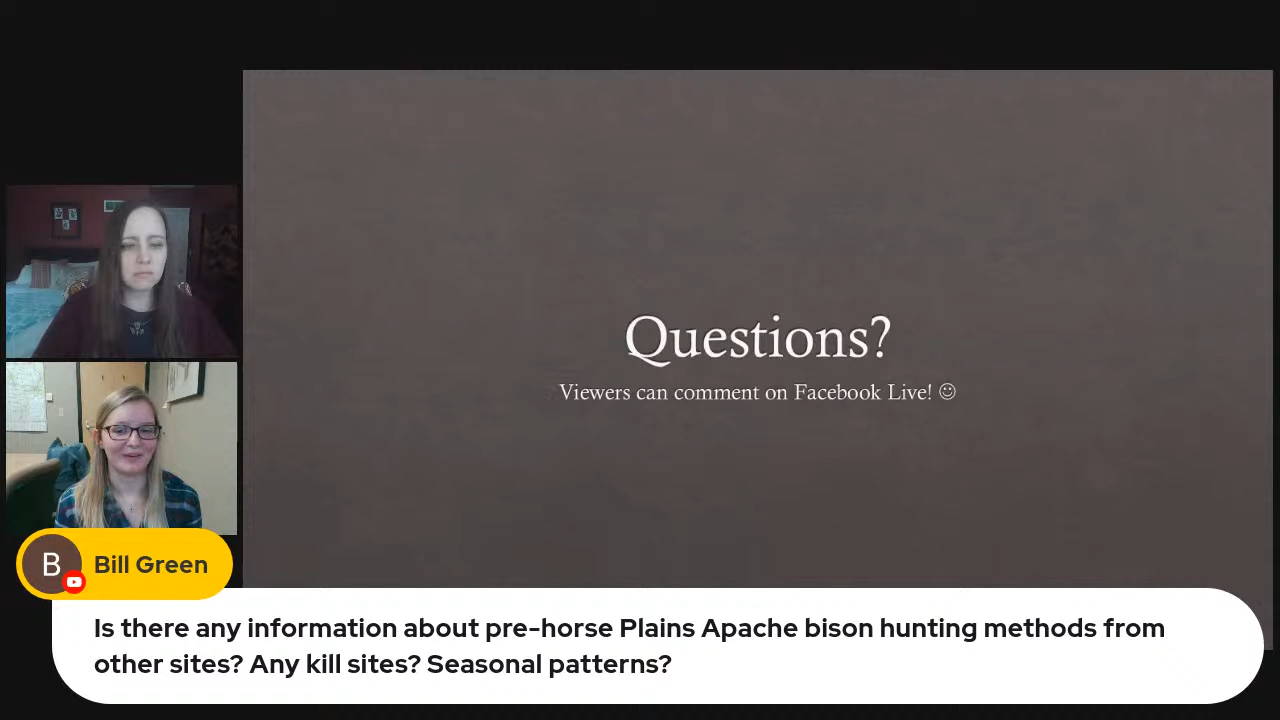 Questions?
Viewers can comment on Facebook Live! ☺
B
Bill Green
Is there any information about pre-horse Plains Apache bison hunting methods from
other sites? Any kill sites? Seasonal patterns?